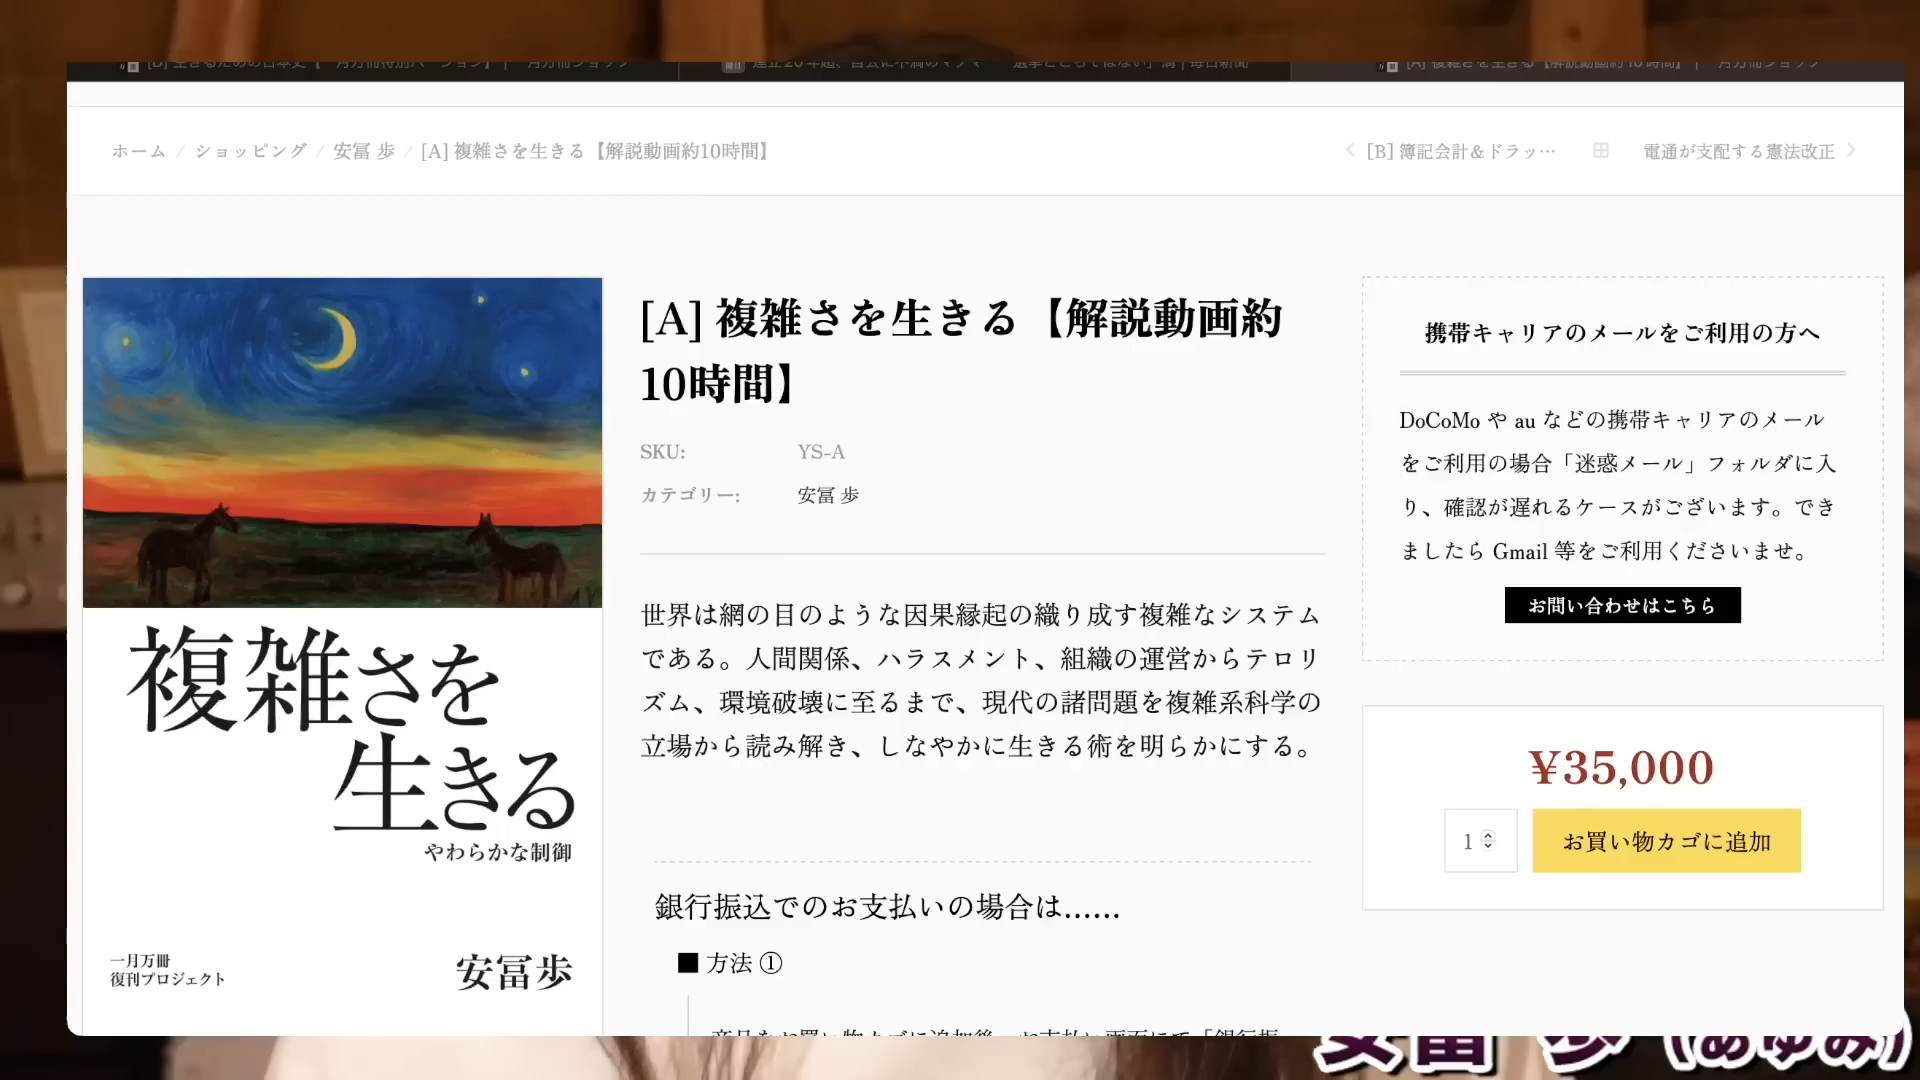 ホーム / ショッピング / 安冨 歩 / [A] 複雑さを生きる【解説動画約10時間】
[B] 簿記会計＆ドラッ…
電通が支配する憲法改正
複雑さを
生きる
やわらかな制御
一月万冊
復刊プロジェクト
安冨歩
[A] 複雑さを生きる【解説動画約
10時間】
SKU: YS-A
カテゴリー: 安冨 歩
世界は網の目のような因果縁起の織り成す複雑なシステム
である。人間関係、ハラスメント、組織の運営からテロリ
ズム、環境破壊に至るまで、現代の諸問題を複雑系科学の
立場から読み解き、しなやかに生きる術を明らかにする。
銀行振込でのお支払いの場合は……
■ 方法 ①
携帯キャリアのメールをご利用の方へ
DoCoMo や au などの携帯キャリアのメール
をご利用の場合「迷惑メール」フォルダに入
り、確認が遅れるケースがございます。でき
ましたら Gmail 等をご利用くださいませ。
お問い合わせはこちら
¥35,000
1
お買い物カゴに追加